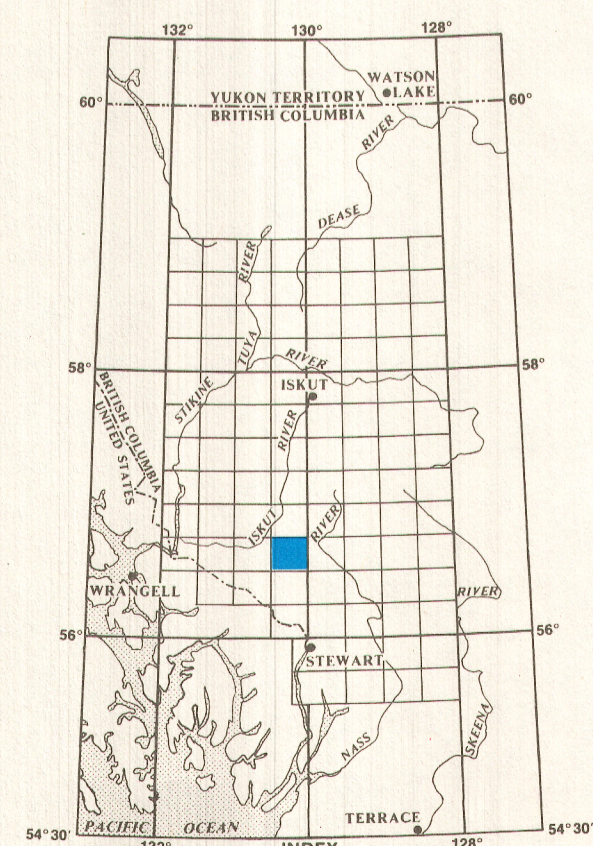 132°
130°
128°
WATSON
LAKE
60°
60°
YUKON TERRITORY
BRITISH COLUMBIA
RIVER
DEASE
RIVER
TUYA
58°
58°
RIVER
STIKINE
ISKUT
BRITISH COLUMBIA
UNITED STATES
RIVER
ISKUT
RIVER
WRANGELL
RIVER
56°
56°
STEWART
SKEENA
NASS
TERRACE
54°30'
PACIFIC OCEAN
54°30'
132°
INDEX
128°